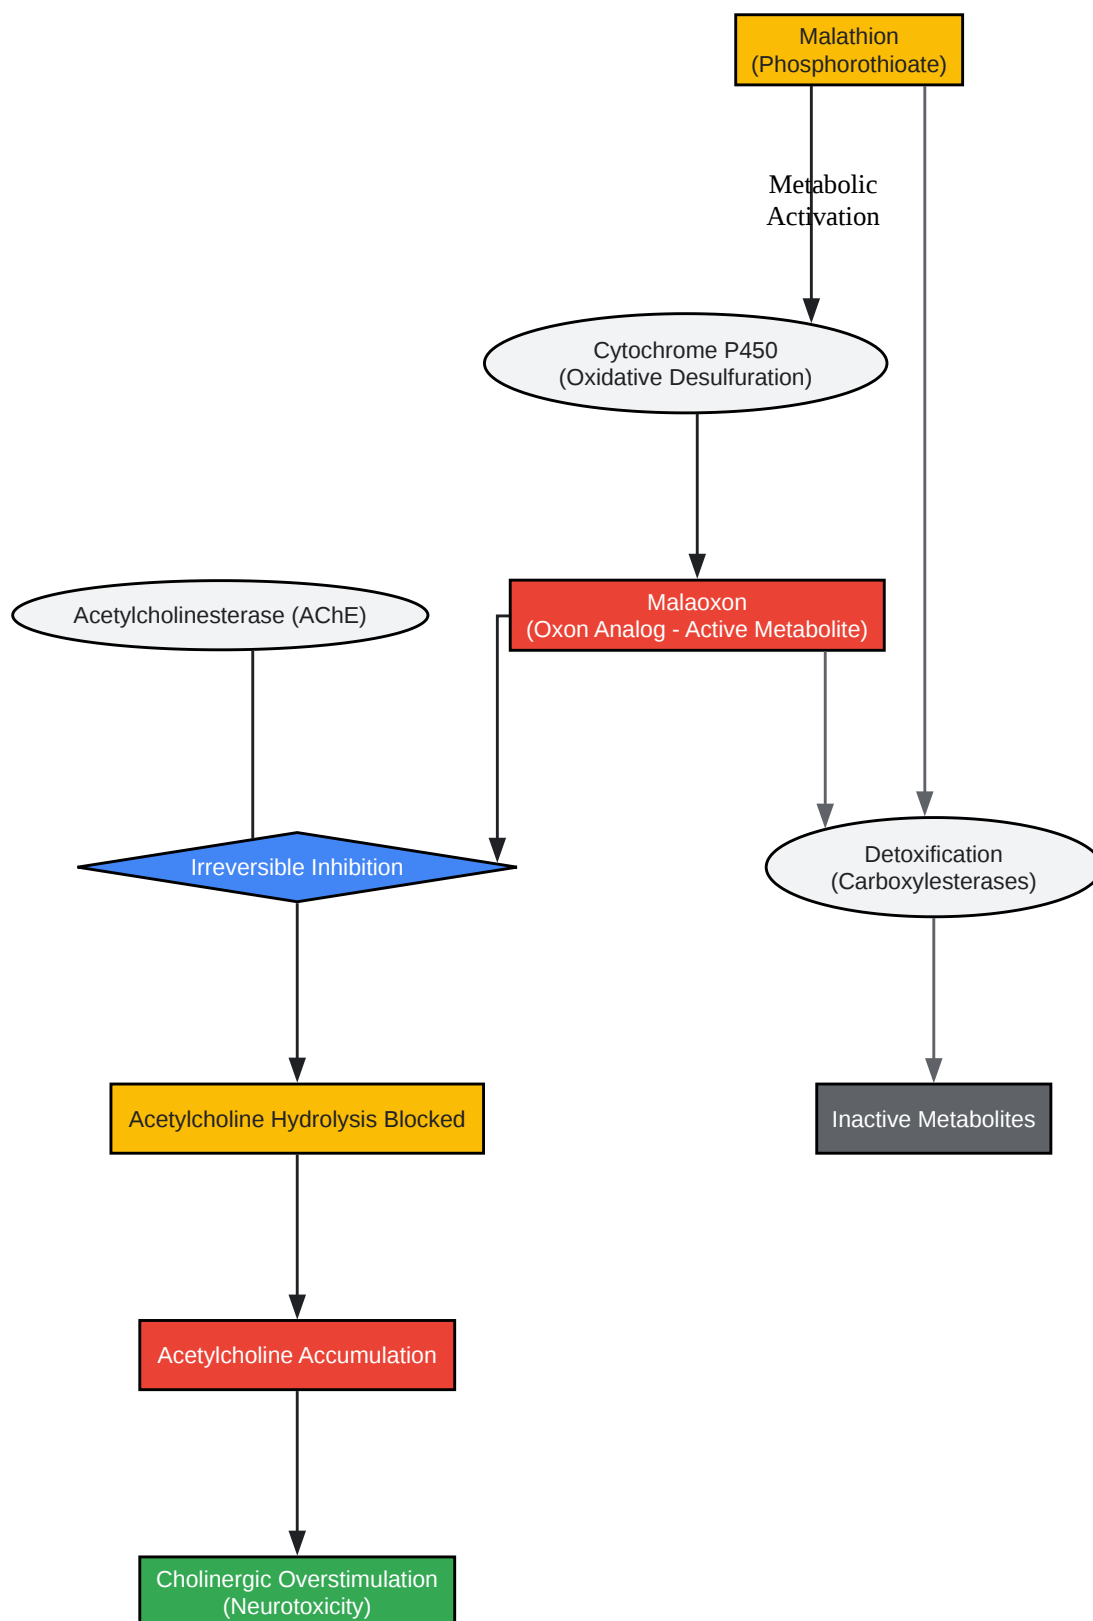 Malathion
(Phosphorothioate)
Metabolic
Activation
Cytochrome P450
(Oxidative Desulfuration)
Acetylcholinesterase (AChE)
Malaoxon
(Oxon Analog - Active Metabolite)
Irreversible Inhibition
Detoxification
(Carboxylesterases)
Acetylcholine Hydrolysis Blocked
Inactive Metabolites
Acetylcholine Accumulation
Cholinergic Overstimulation
(Neurotoxicity)